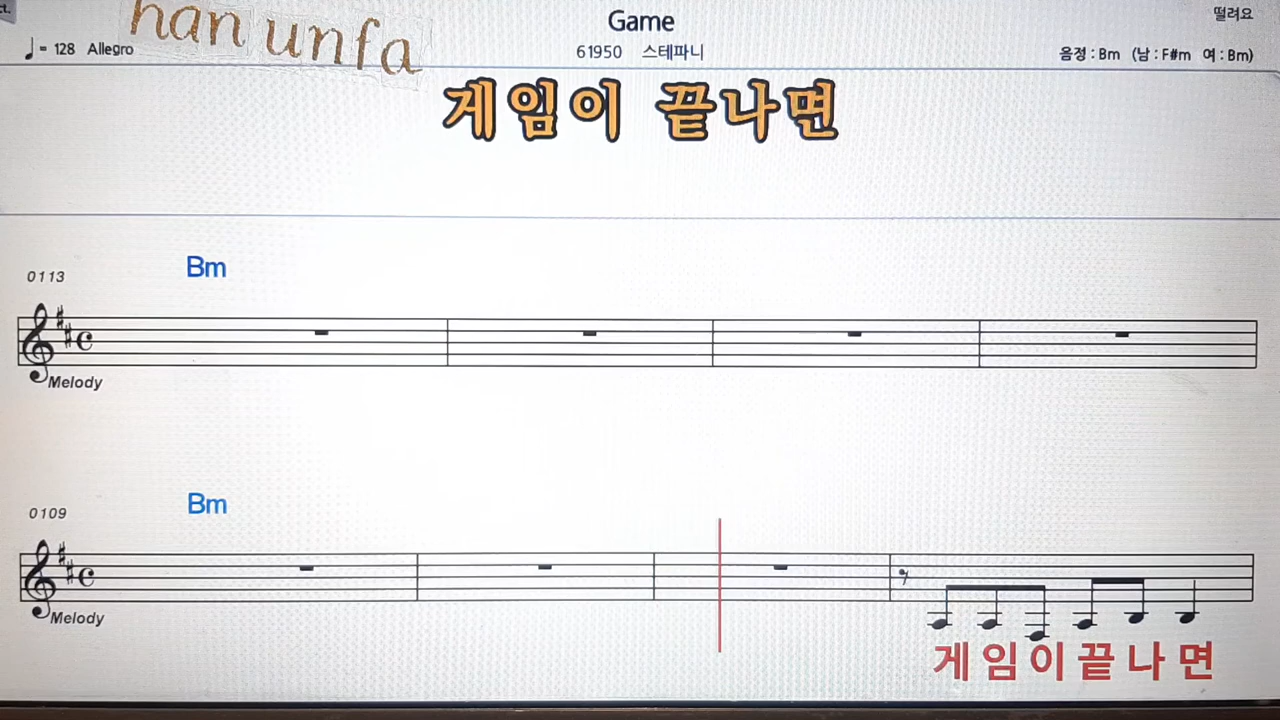 ct.
han unfa
Game
떨려요
♩= 128 Allegro
61950 스테파니
음정 : Bm (남 : F#m 여 : Bm)
게임이 끝나면
0113
Bm
Melody
0109
Bm
Melody
게임이끝나면